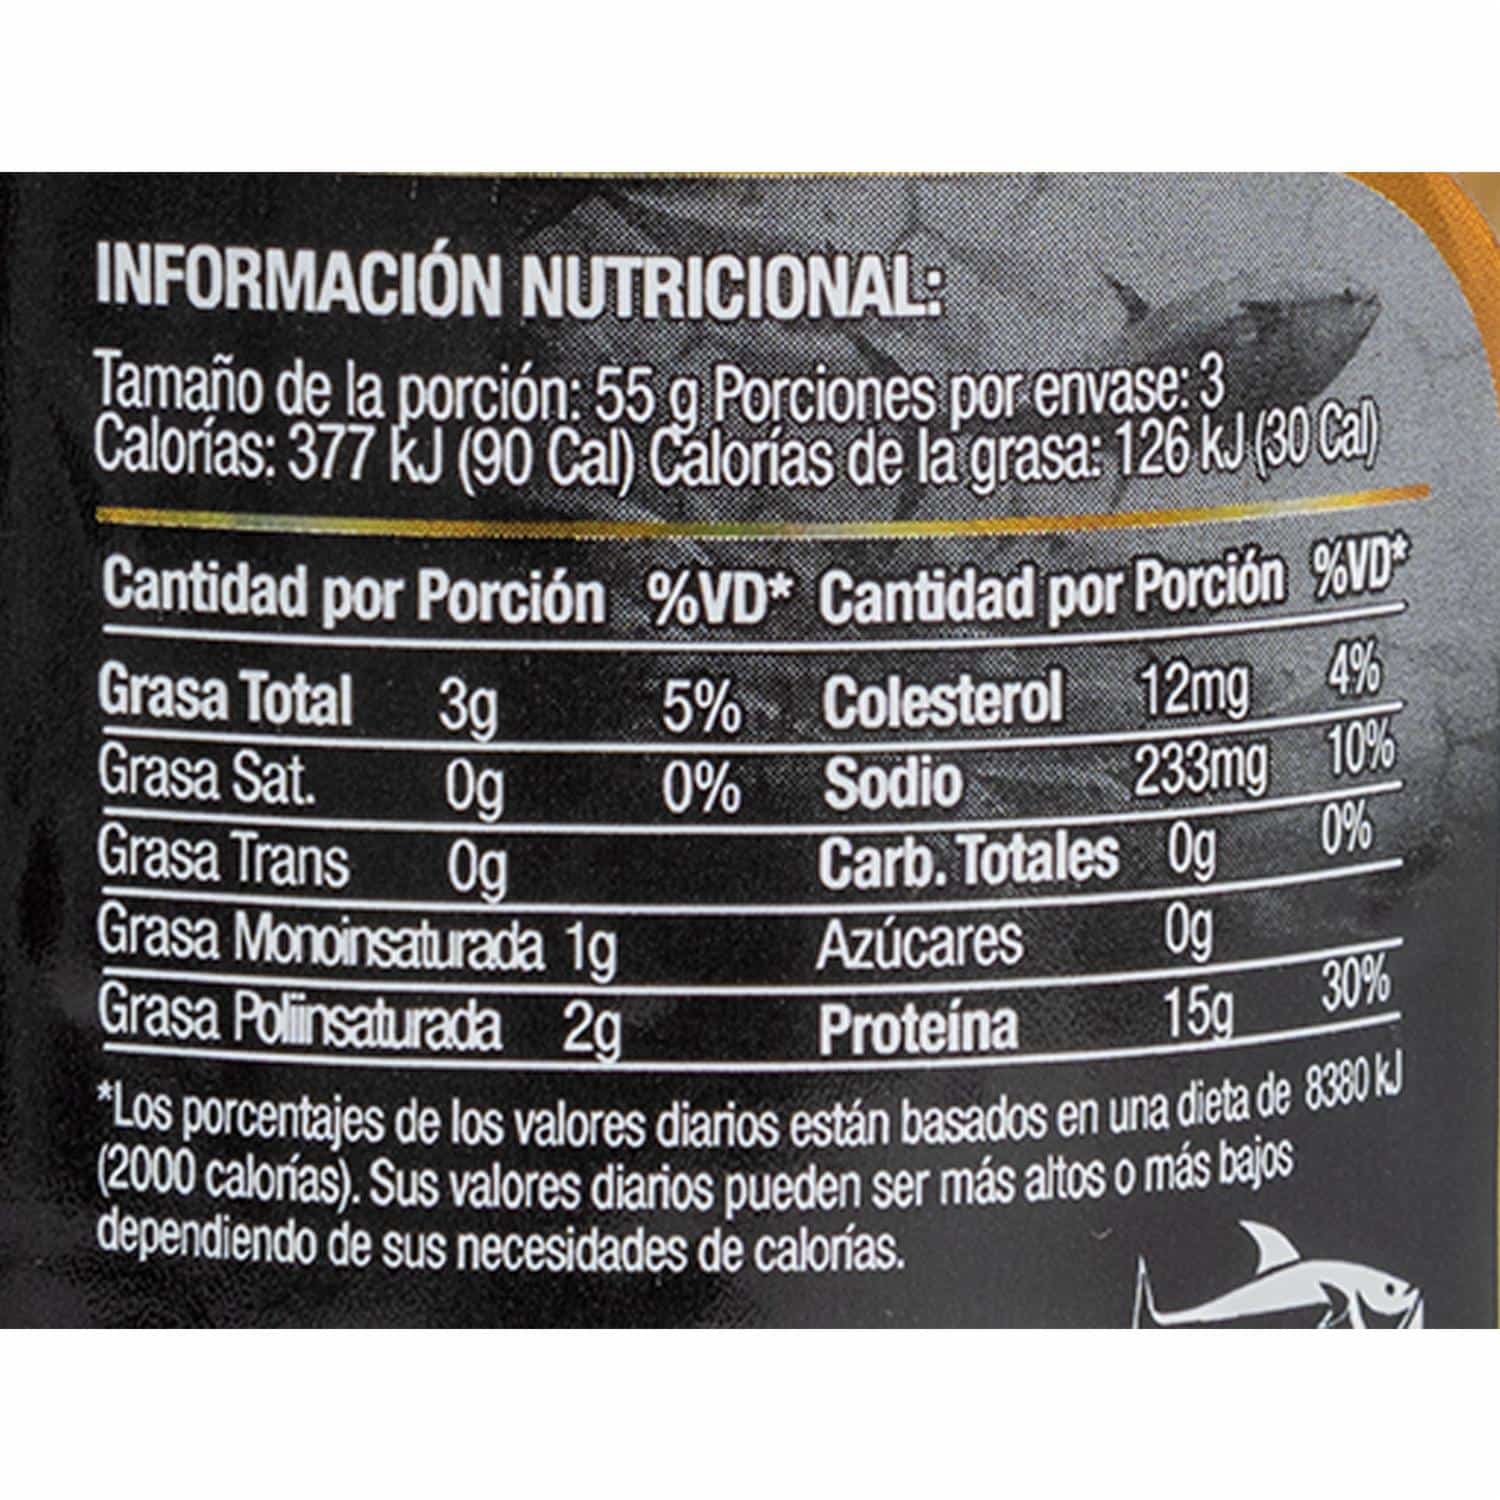 INFORMACIÓN NUTRICIONAL:
Tamaño de la porción: 55 g Porciones por envase: 3
Calorías: 377 kJ (90 Cal) Calorías de la grasa: 126 kJ (30 Cal)
Cantidad por Porción %VD* Cantidad por Porción %VD*
Grasa Total 3g 5% Colesterol 12mg 4%
Grasa Sat. 0g 0% Sodio 233mg 10%
Grasa Trans 0g Carb. Totales 0g 0%
Grasa Monoinsaturada 1g Azúcares 0g
Grasa Poliinsaturada 2g Proteína 15g 30%
*Los porcentajes de los valores diarios están basados en una dieta de 8380 kJ
(2000 calorías). Sus valores diarios pueden ser más altos o más bajos
dependiendo de sus necesidades de calorías.